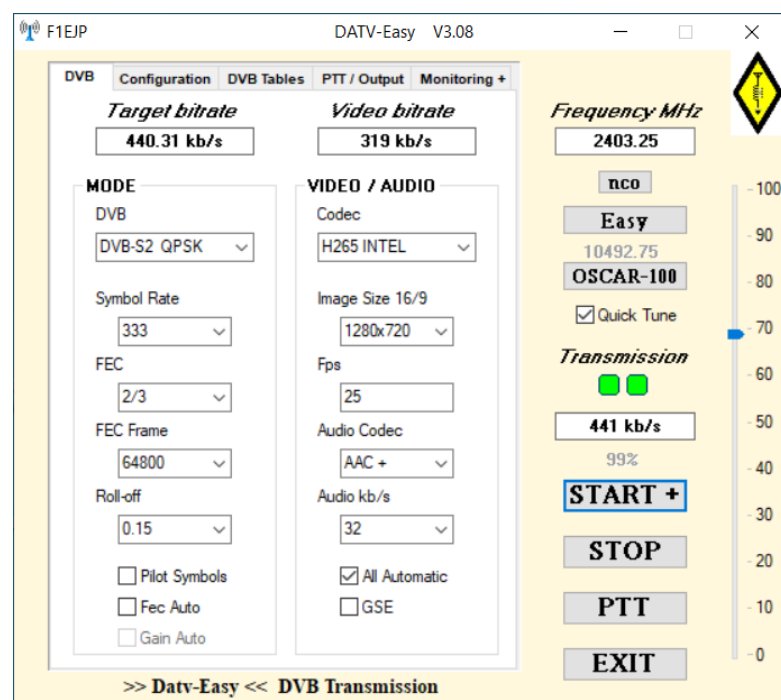 F1EJP DATV-Easy V3.08
DVB Configuration DVB Tables PTT / Output Monitoring +
Target bitrate
440.31 kb/s
Video bitrate
319 kb/s
MODE
DVB
DVB-S2 QPSK
Symbol Rate
333
FEC
2/3
FEC Frame
64800
Roll-off
0.15
Pilot Symbols
Fec Auto
Gain Auto
VIDEO / AUDIO
Codec
H265 INTEL
Image Size 16/9
1280x720
Fps
25
Audio Codec
AAC +
Audio kb/s
32
All Automatic
GSE
Frequency MHz
2403.25
nco
Easy
10492.75
OSCAR-100
Quick Tune
Transmission
441 kb/s
99%
START +
STOP
PTT
EXIT
100
90
80
70
60
50
40
30
20
10
0
>> Datv-Easy << DVB Transmission